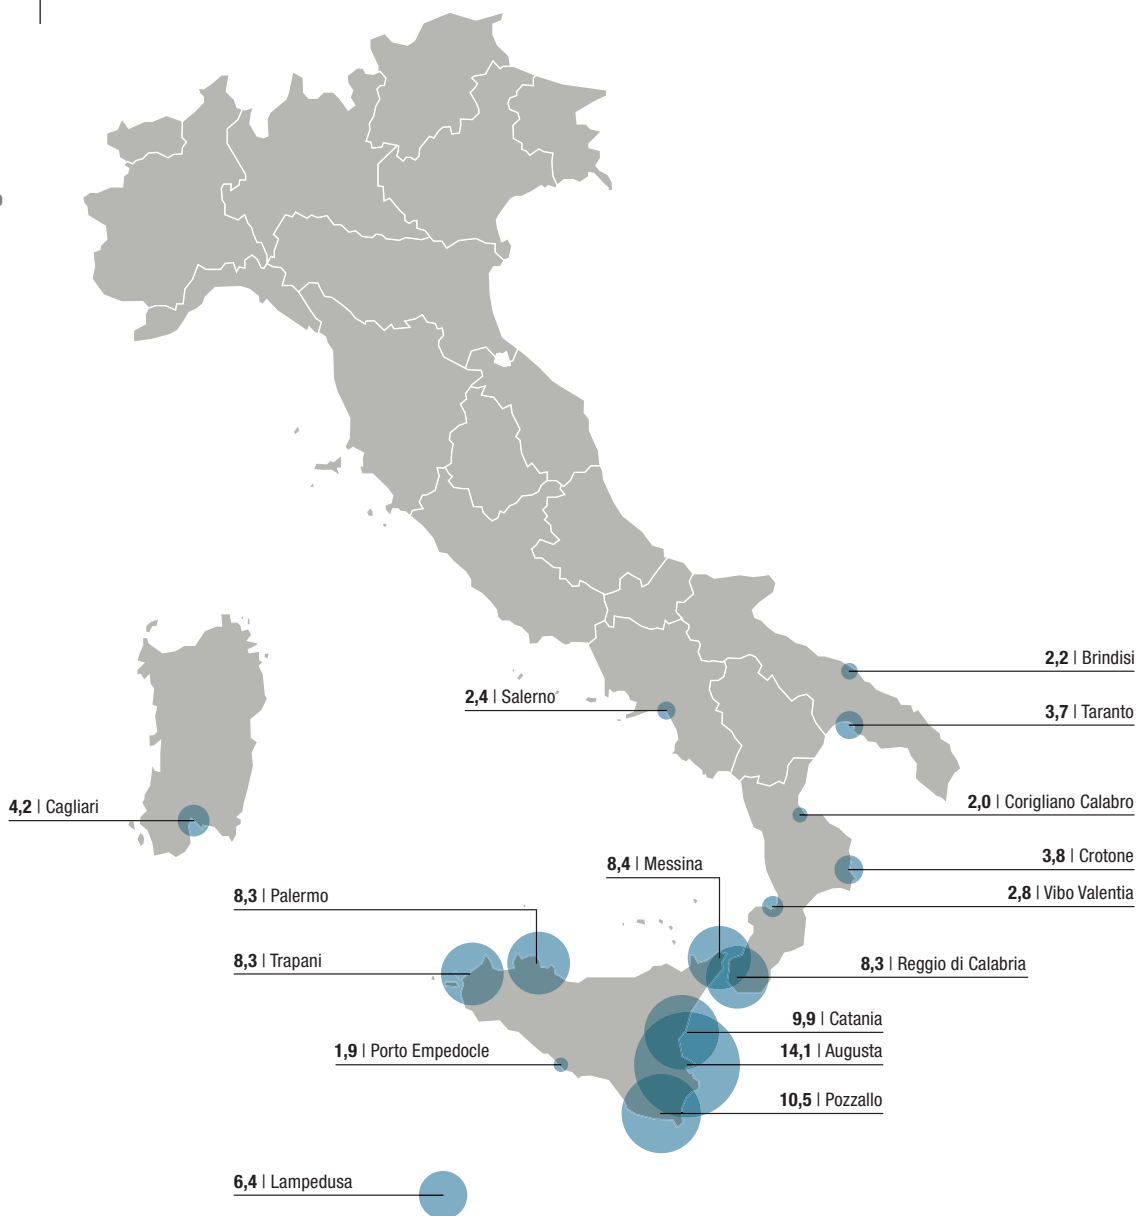 2,2 | Brindisi
2,4 | Salerno
3,7 | Taranto
4,2 | Cagliari
2,0 | Corigliano Calabro
3,8 | Crotone
8,4 | Messina
8,3 | Palermo
2,8 | Vibo Valentia
8,3 | Trapani
8,3 | Reggio di Calabria
9,9 | Catania
1,9 | Porto Empedocle
14,1 | Augusta
10,5 | Pozzallo
6,4 | Lampedusa